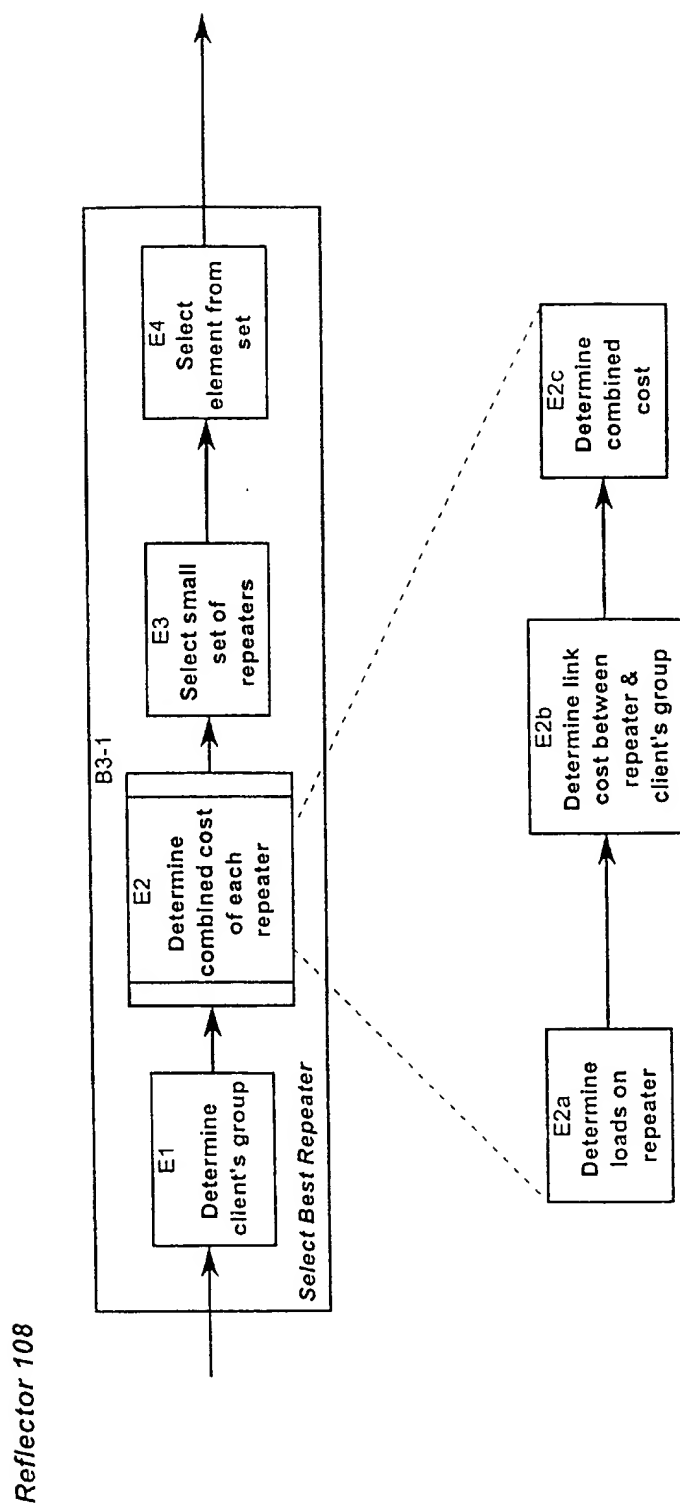 Reflector 108
B3-1
E1
Determine
client's group
E2
Determine
combined cost
of each
repeater
E3
Select small
set of
repeaters
E4
Select
element from
set
Select Best Repeater
E2a
Determine
loads on
repeater
E2b
Determine link
cost between
repeater &
client's group
E2c
Determine
combined
cost